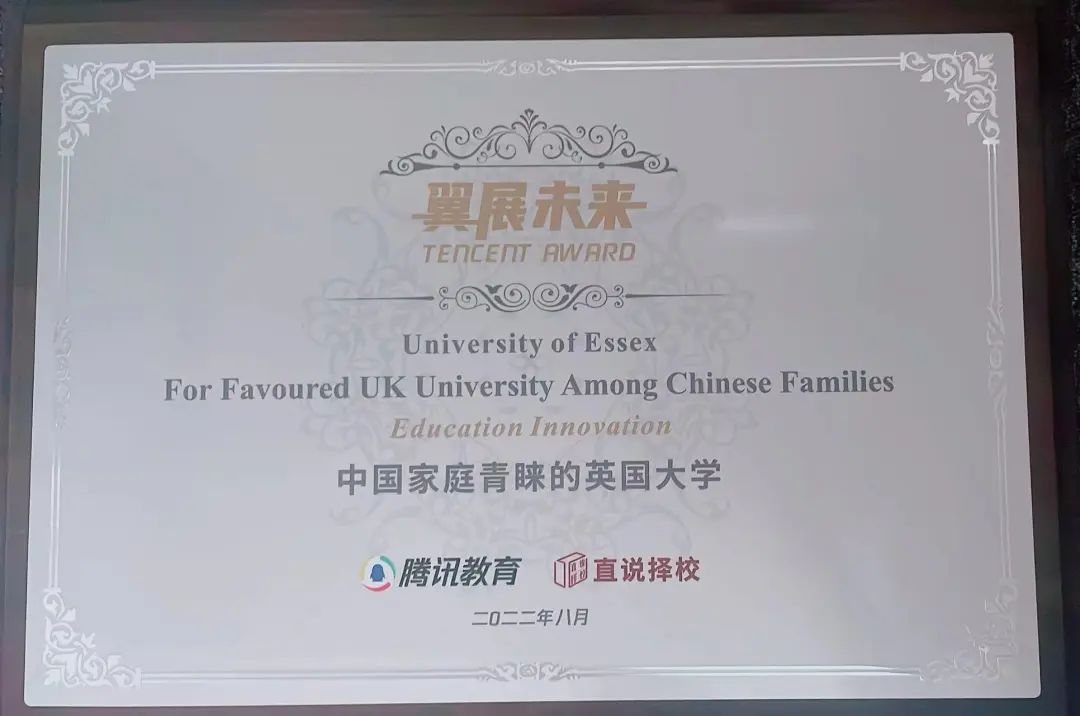 翼展未来
TENCENT AWARD
University of Essex
For Favoured UK University Among Chinese Families
Education Innovation
中国家庭青睐的英国大学
腾讯教育 直说择校
二〇二二年八月